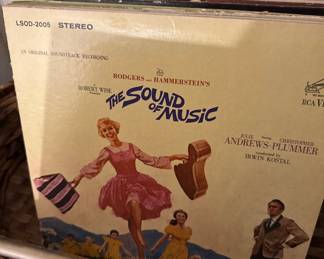 LSOD-2005 STEREO
AN ORIGINAL SOUNDTRACK RECORDING
RODGERS AND HAMMERSTEIN'S
ROBERT WISE
THE SOUND
OF MUSIC
RCA VI
JULIE CHRISTOPHER
ANDREWS-PLUMMER
IRWIN KOSTAL